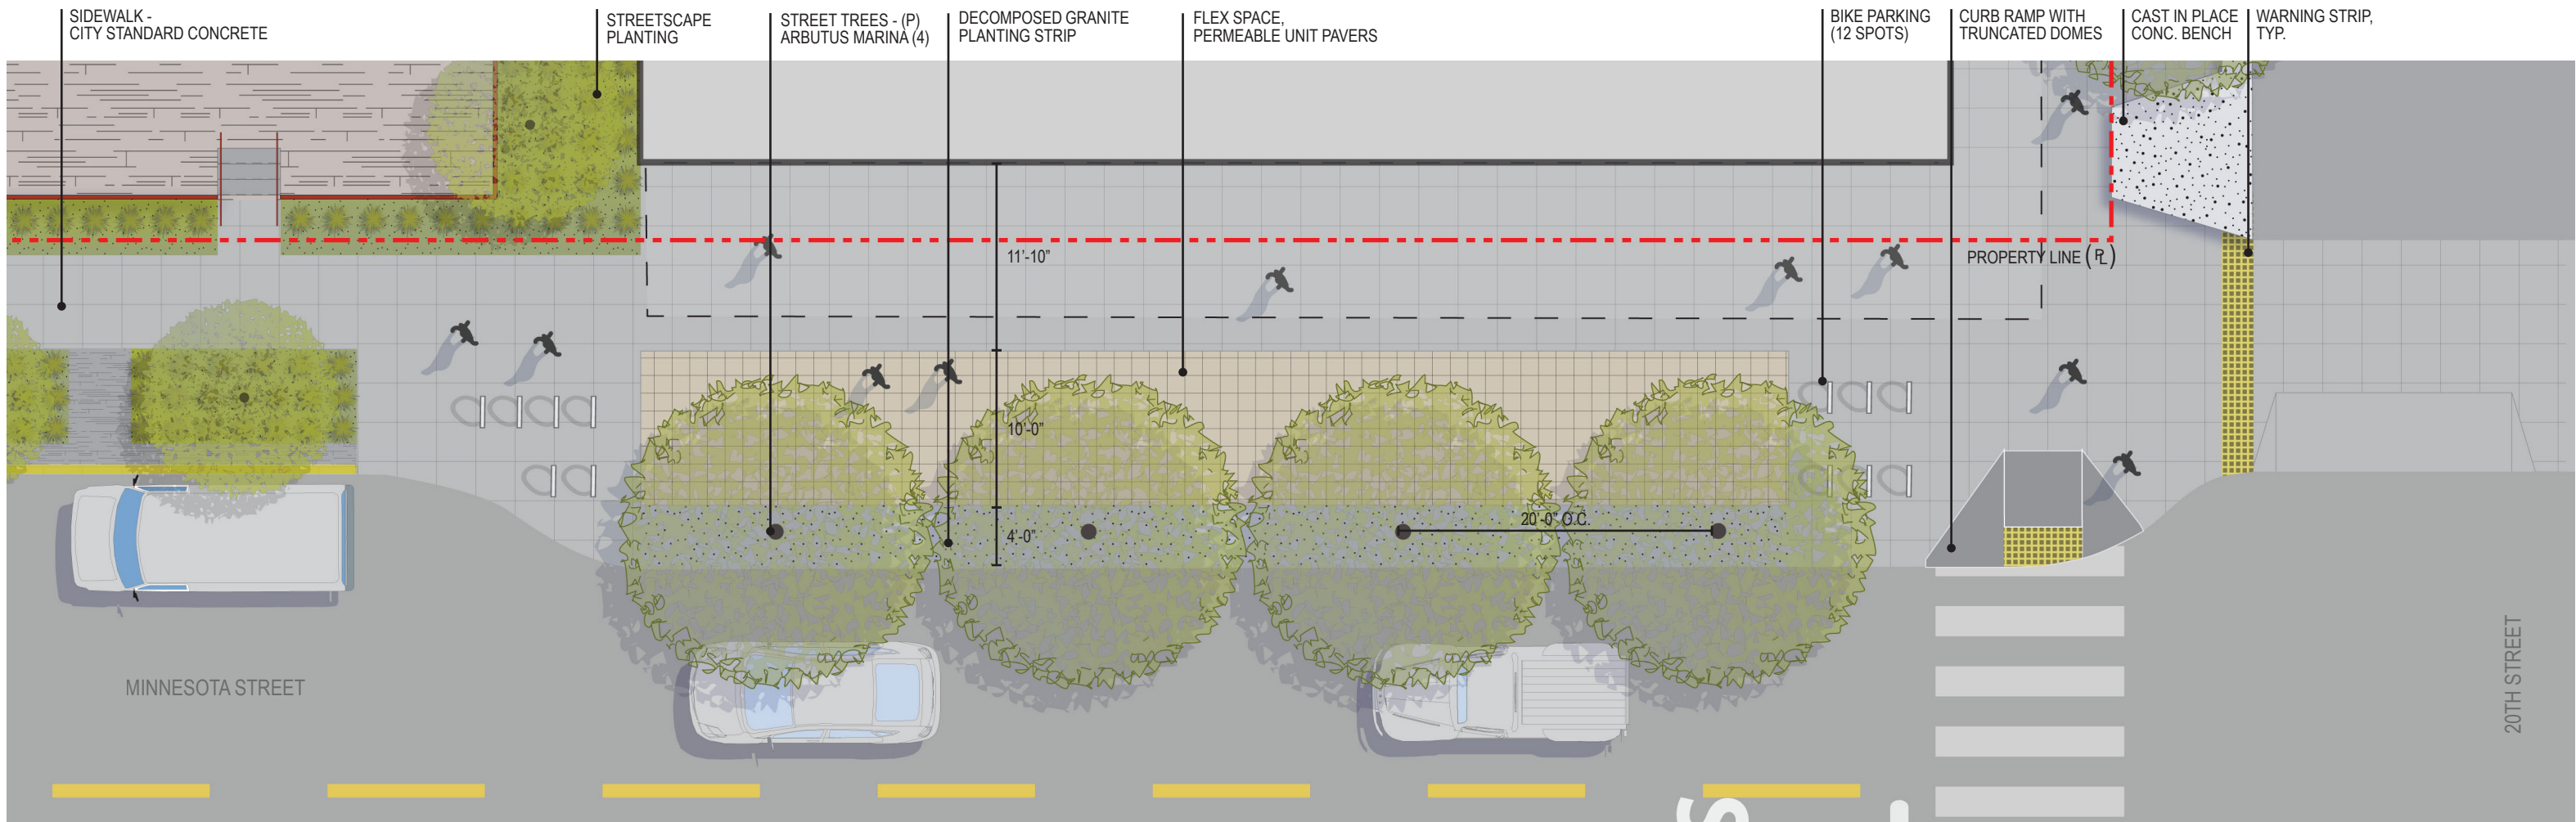 SIDEWALK -
CITY STANDARD CONCRETE
STREETSCAPE
PLANTING
STREET TREES - (P)
ARBUTUS MARINA (4)
DECOMPOSED GRANITE
PLANTING STRIP
FLEX SPACE,
PERMEABLE UNIT PAVERS
BIKE PARKING
(12 SPOTS)
CURB RAMP WITH
TRUNCATED DOMES
CAST IN PLACE
CONC. BENCH
WARNING STRIP,
TYP.
11'-10"
PROPERTY LINE (PL)
10'-0"
20'-0" O.C.
4'-0"
MINNESOTA STREET
20TH STREET
S